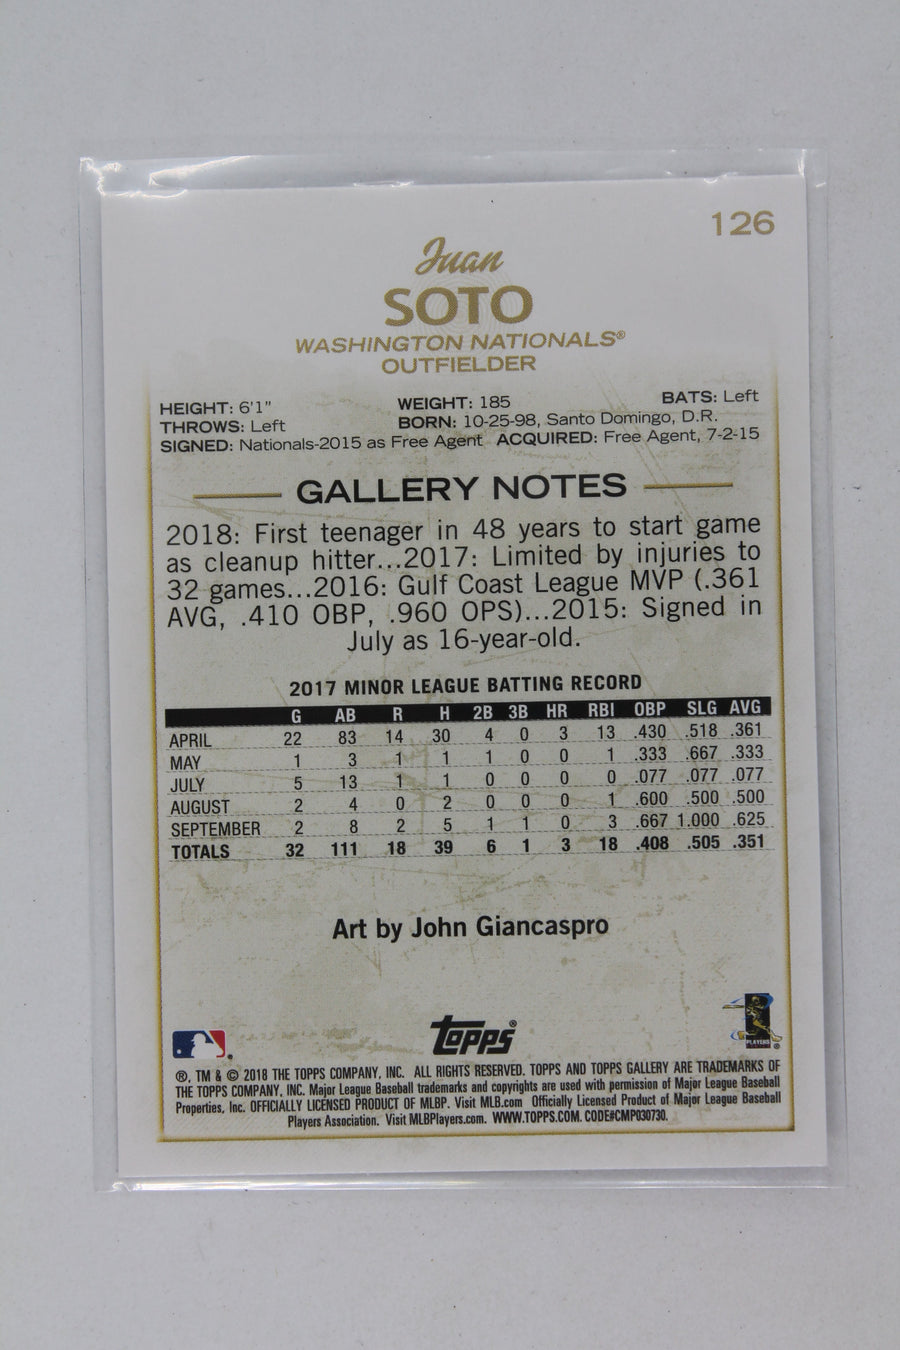 126
Juan
SOTO
WASHINGTON NATIONALS®
OUTFIELDER
HEIGHT: 6'1" WEIGHT: 185 BATS: Left
THROWS: Left BORN: 10-25-98, Santo Domingo, D.R.
SIGNED: Nationals-2015 as Free Agent ACQUIRED: Free Agent, 7-2-15
GALLERY NOTES
2018: First teenager in 48 years to start game
as cleanup hitter...2017: Limited by injuries to
32 games...2016: Gulf Coast League MVP (.361
AVG, .410 OBP, .960 OPS)...2015: Signed in
July as 16-year-old.
2017 MINOR LEAGUE BATTING RECORD
G AB R H 2B 3B HR RBI OBP SLG AVG
APRIL 22 83 14 30 4 0 3 13 .430 .518 .361
MAY 1 3 1 1 1 0 0 1 .333 .667 .333
JULY 5 13 1 1 0 0 0 0 .077 .077 .077
AUGUST 2 4 0 2 0 0 0 1 .600 .500 .500
SEPTEMBER 2 8 2 5 1 1 0 3 .667 1.000 .625
TOTALS 32 111 18 39 6 1 3 18 .408 .505 .351
Art by John Giancaspro
topps®
PLAYERS
®, TM & © 2018 THE TOPPS COMPANY, INC. ALL RIGHTS RESERVED. TOPPS AND TOPPS GALLERY ARE TRADEMARKS OF
THE TOPPS COMPANY, INC. Major League Baseball trademarks and copyrights are used with permission of Major League Baseball
Properties, Inc. OFFICIALLY LICENSED PRODUCT OF MLBP. Visit MLB.com Officially Licensed Product of Major League Baseball
Players Association. Visit MLBPlayers.com. WWW.TOPPS.COM. CODE#CMP030730.